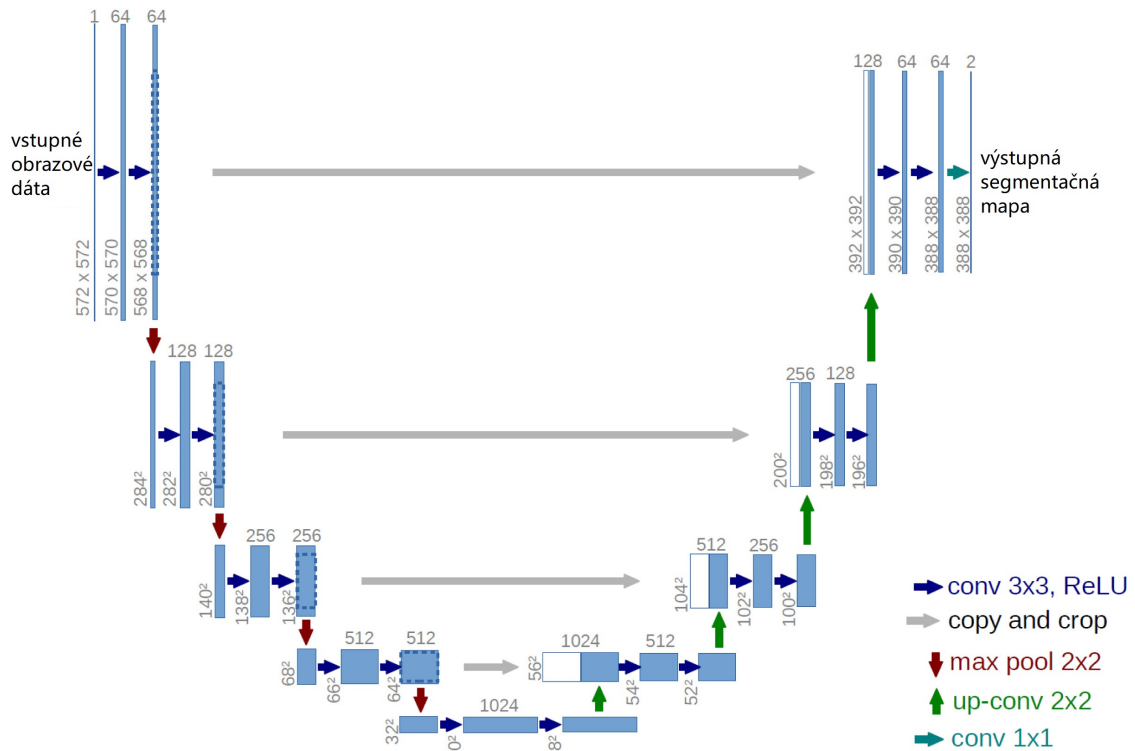 1 64 64
128 64 64 2
vstupné
obrazové
dáta
výstupná
segmentačná
mapa
572 x 572
570 x 570
568 x 568
392 x 392
390 x 390
388 x 388
388 x 388
128 128
256 128
284²
282²
280²
200²
198²
196²
256 256
512 256
140²
138²
136²
104²
102²
100²
512 512
1024 512
68²
66²
64²
56²
54²
52²
1024
32²
0²
8²
conv 3x3, ReLU
copy and crop
max pool 2x2
up-conv 2x2
conv 1x1